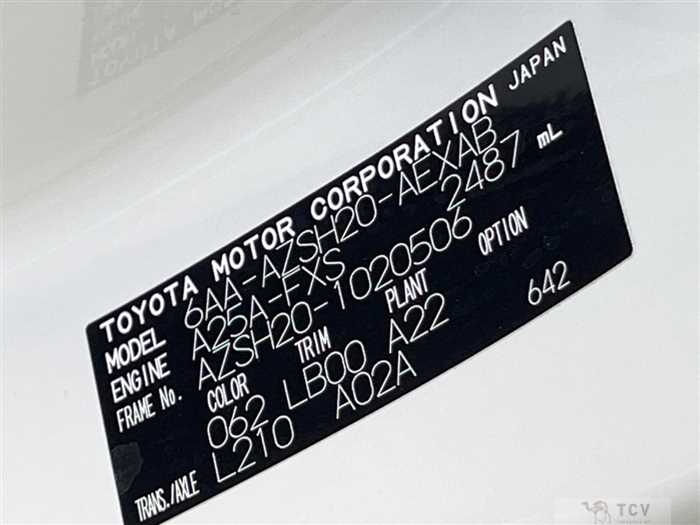 TOYOTA MOTOR CORPORATION JAPAN
MODEL 6AA-AZSH20-AEXAB
ENGINE A25A-FXS 2487 mL
FRAME No. AZSH20-1020506
COLOR TRIM PLANT OPTION
062 LB00 A22 642
TRANS./AXLE L210 A02A
TCV